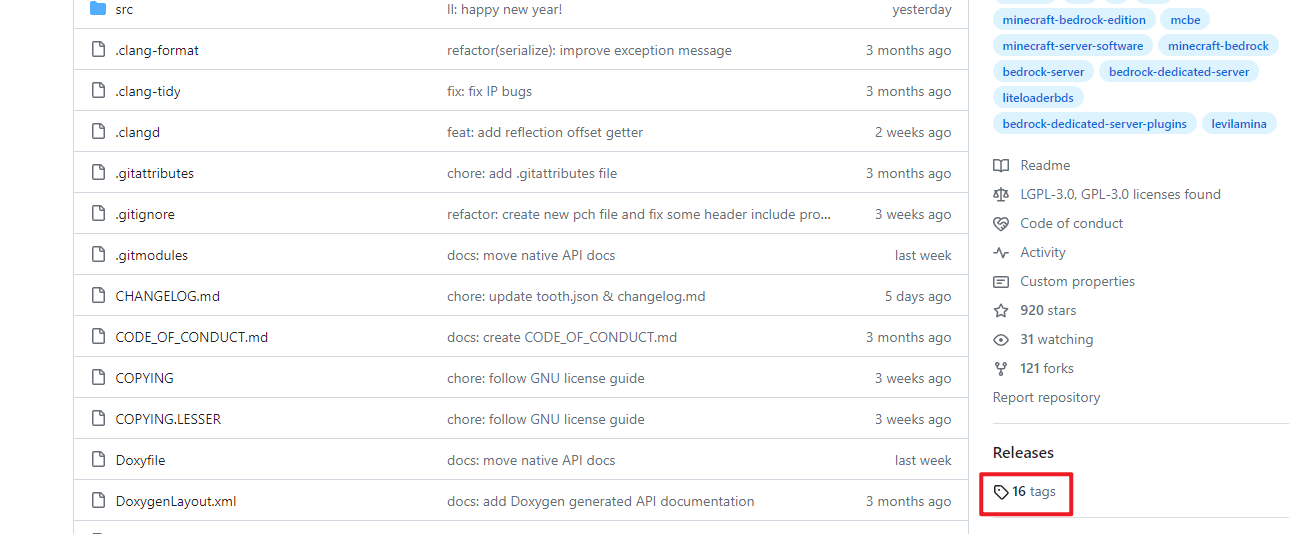 src ll: happy new year! yesterday
.clang-format refactor(serialize): improve exception message 3 months ago
.clang-tidy fix: fix IP bugs 3 months ago
.clangd feat: add reflection offset getter 2 weeks ago
.gitattributes chore: add .gitattributes file 3 months ago
.gitignore refactor: create new pch file and fix some header include pro... 3 weeks ago
.gitmodules docs: move native API docs last week
CHANGELOG.md chore: update tooth.json & changelog.md 5 days ago
CODE_OF_CONDUCT.md docs: create CODE_OF_CONDUCT.md 3 months ago
COPYING chore: follow GNU license guide 3 weeks ago
COPYING.LESSER chore: follow GNU license guide 3 weeks ago
Doxyfile docs: move native API docs last week
DoxygenLayout.xml docs: add Doxygen generated API documentation 3 months ago
minecraft-bedrock-edition mcbe
minecraft-server-software minecraft-bedrock
bedrock-server bedrock-dedicated-server
liteloaderbds
bedrock-dedicated-server-plugins levilamina
Readme
LGPL-3.0, GPL-3.0 licenses found
Code of conduct
Activity
Custom properties
920 stars
31 watching
121 forks
Report repository
Releases
16 tags